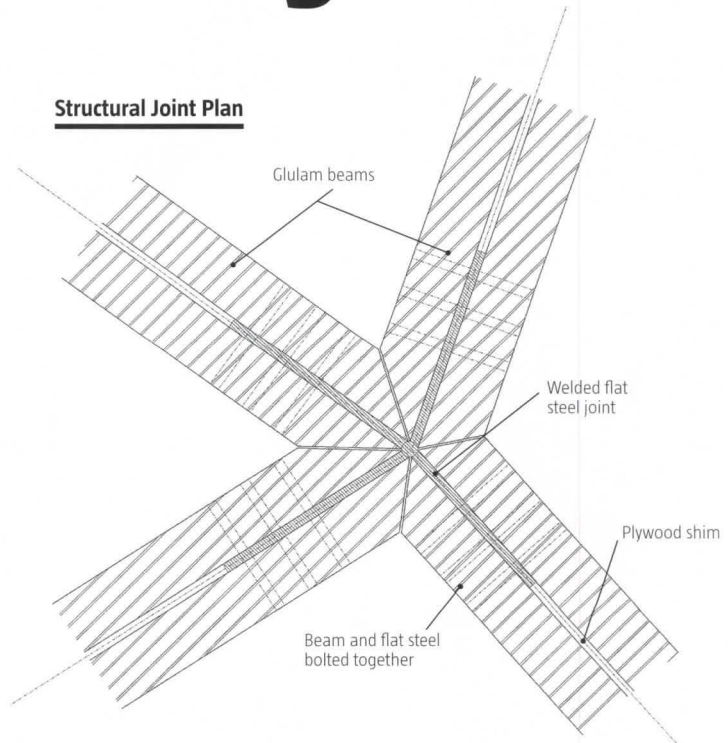 Structural Joint Plan
Glulam beams
Welded flat
steel joint
Plywood shim
Beam and flat steel
bolted together